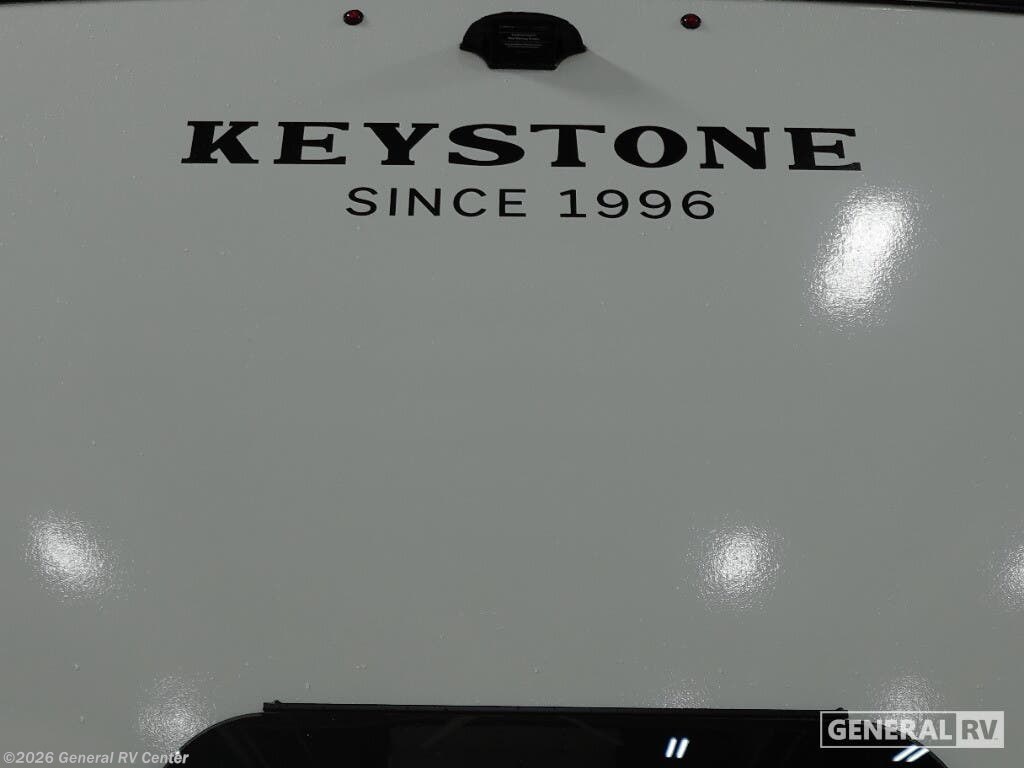 KEYSTONE
SINCE 1996
GENERAL RV
©2026 General RV Center